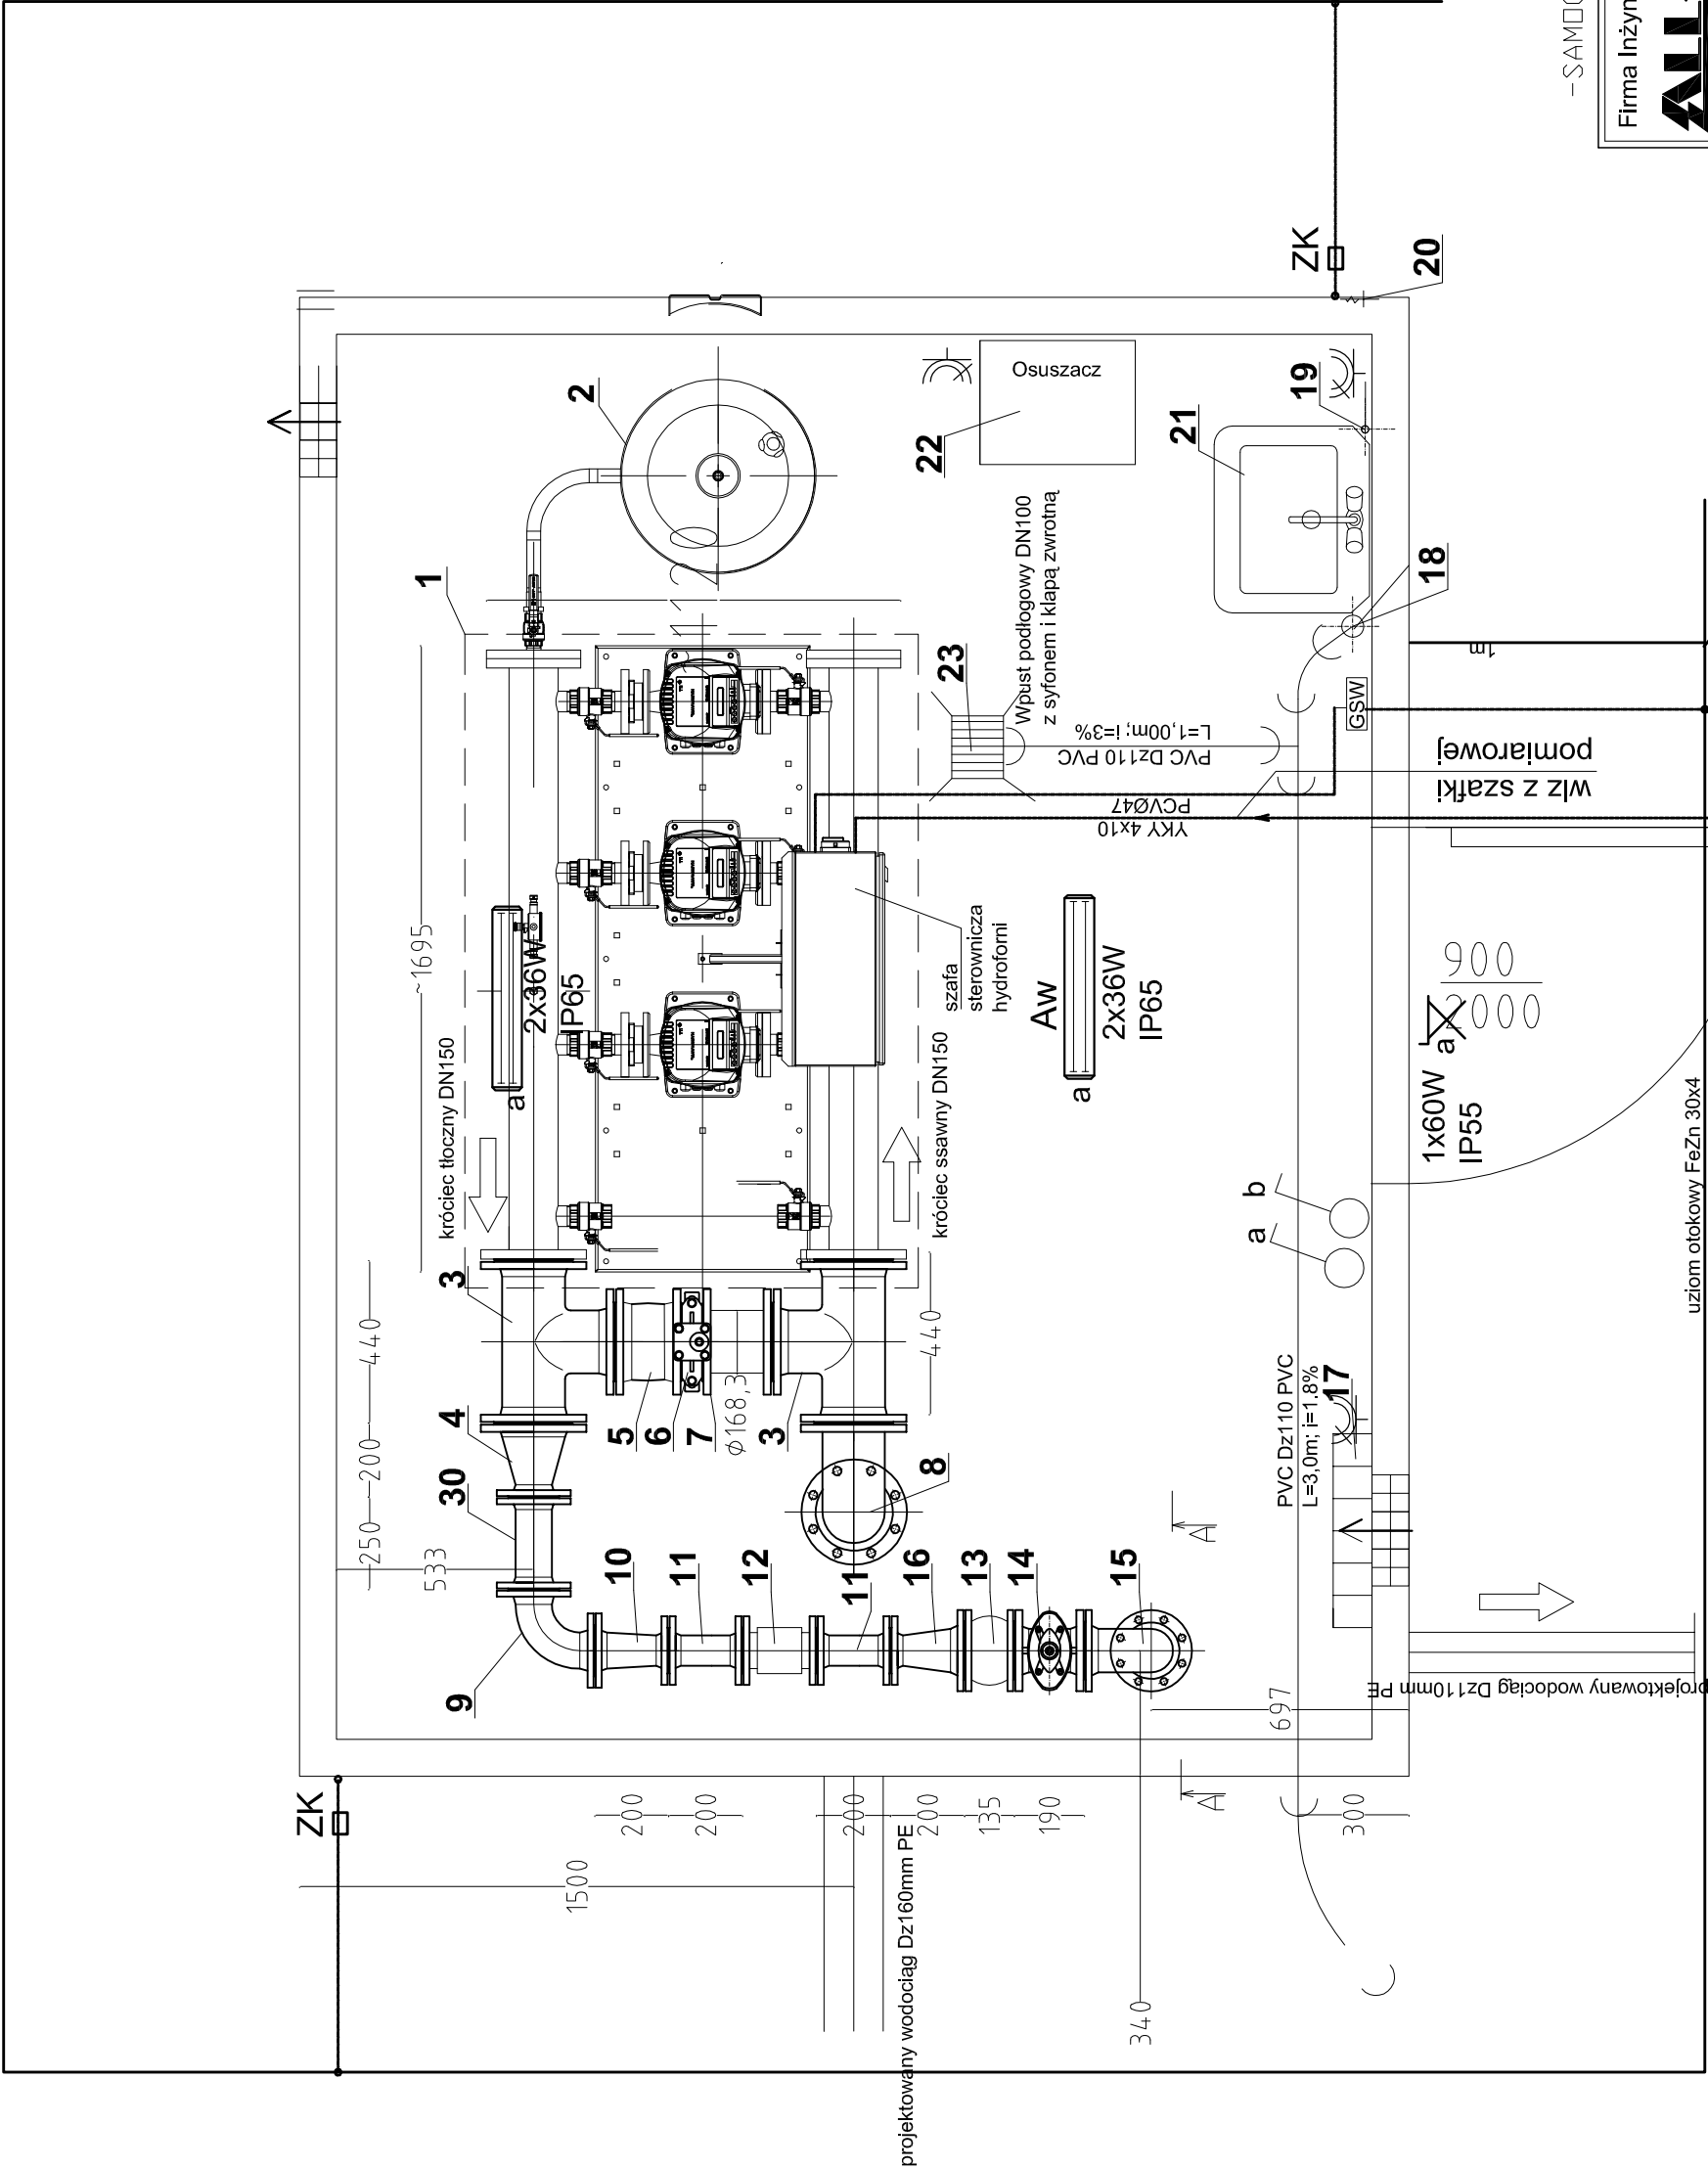 -SAMO
Firma Inżyn
ALL
ZK
20
19
Osuszacz
2
22
21
1
18
Wpust podłogowy DN100
z syfonem i klapą zwrotną
23
1m
GSW
PVC Dz110 PVC
L=1,00m; i=3%
wlz z szafki
pomiarowej
YKY 4x10
PCVØ47
~1695
2x36W
IP65
a
szafa
sterownicza
hydroforni
Aw
2x36W
IP65
a
900
2000
a
1x60W
IP55
króciec tłoczny DN150
króciec ssawny DN150
b
a
uziom otokowy FeZn 30x4
3
440
440
PVC Dz110 PVC
L=3,0m; i=1.8%
17
4
200
5
6
7
ϕ168,3
3
30
8
250
533
10
11
12
11
16
13
14
15
A
9
697
projektowany wodociąg Dz110mm PE
A
ZK
200
200
200
200
135
190
300
1500
projektowany wodociąg Dz160mm PE
340